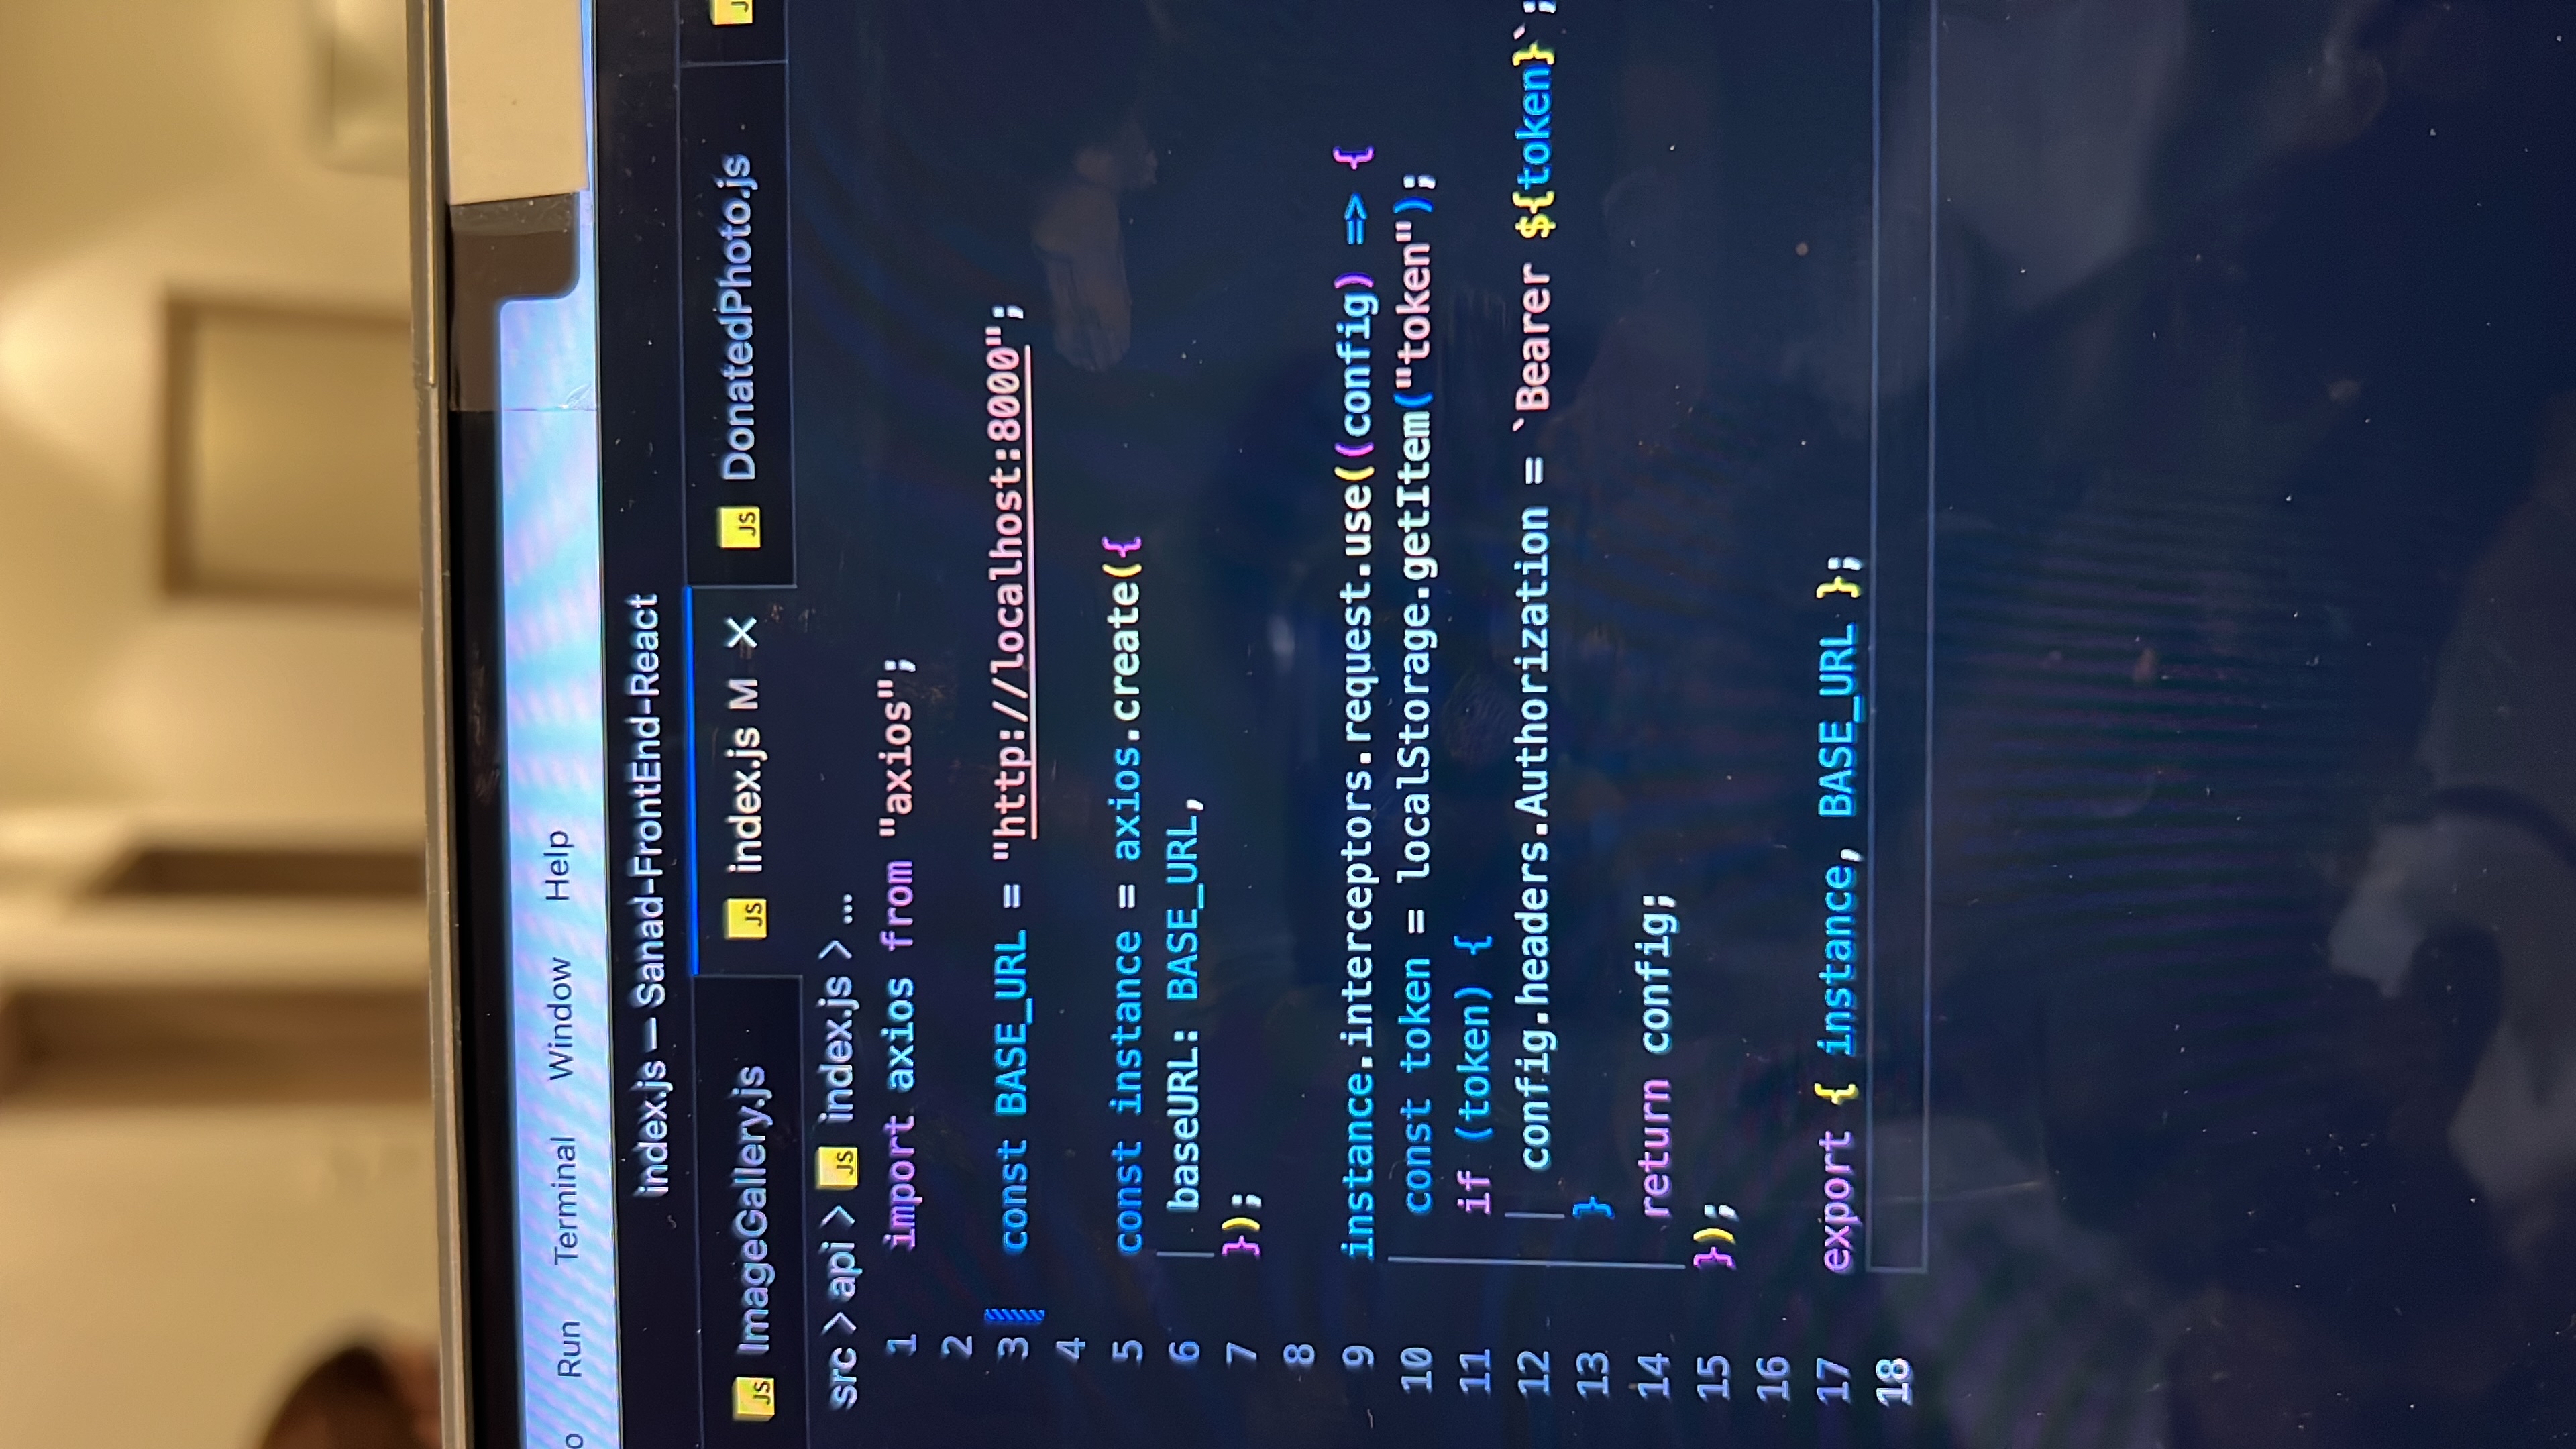 Run Terminal Window Help
index.js — Sanad-FrontEnd-React
JS ImageGallery.js JS index.js M X JS DonatedPhoto.js
src > api > JS index.js > ...
1 import axios from "axios";
2
3 const BASE_URL = "http://localhost:8000";
4
5 const instance = axios.create({
6 baseURL: BASE_URL,
7 });
8
9 instance.interceptors.request.use((config) => {
10 const token = localStorage.getItem("token");
11 if (token) {
12 config.headers.Authorization = `Bearer ${token}`;
13 }
14 return config;
15 });
16
17 export { instance, BASE_URL };
18